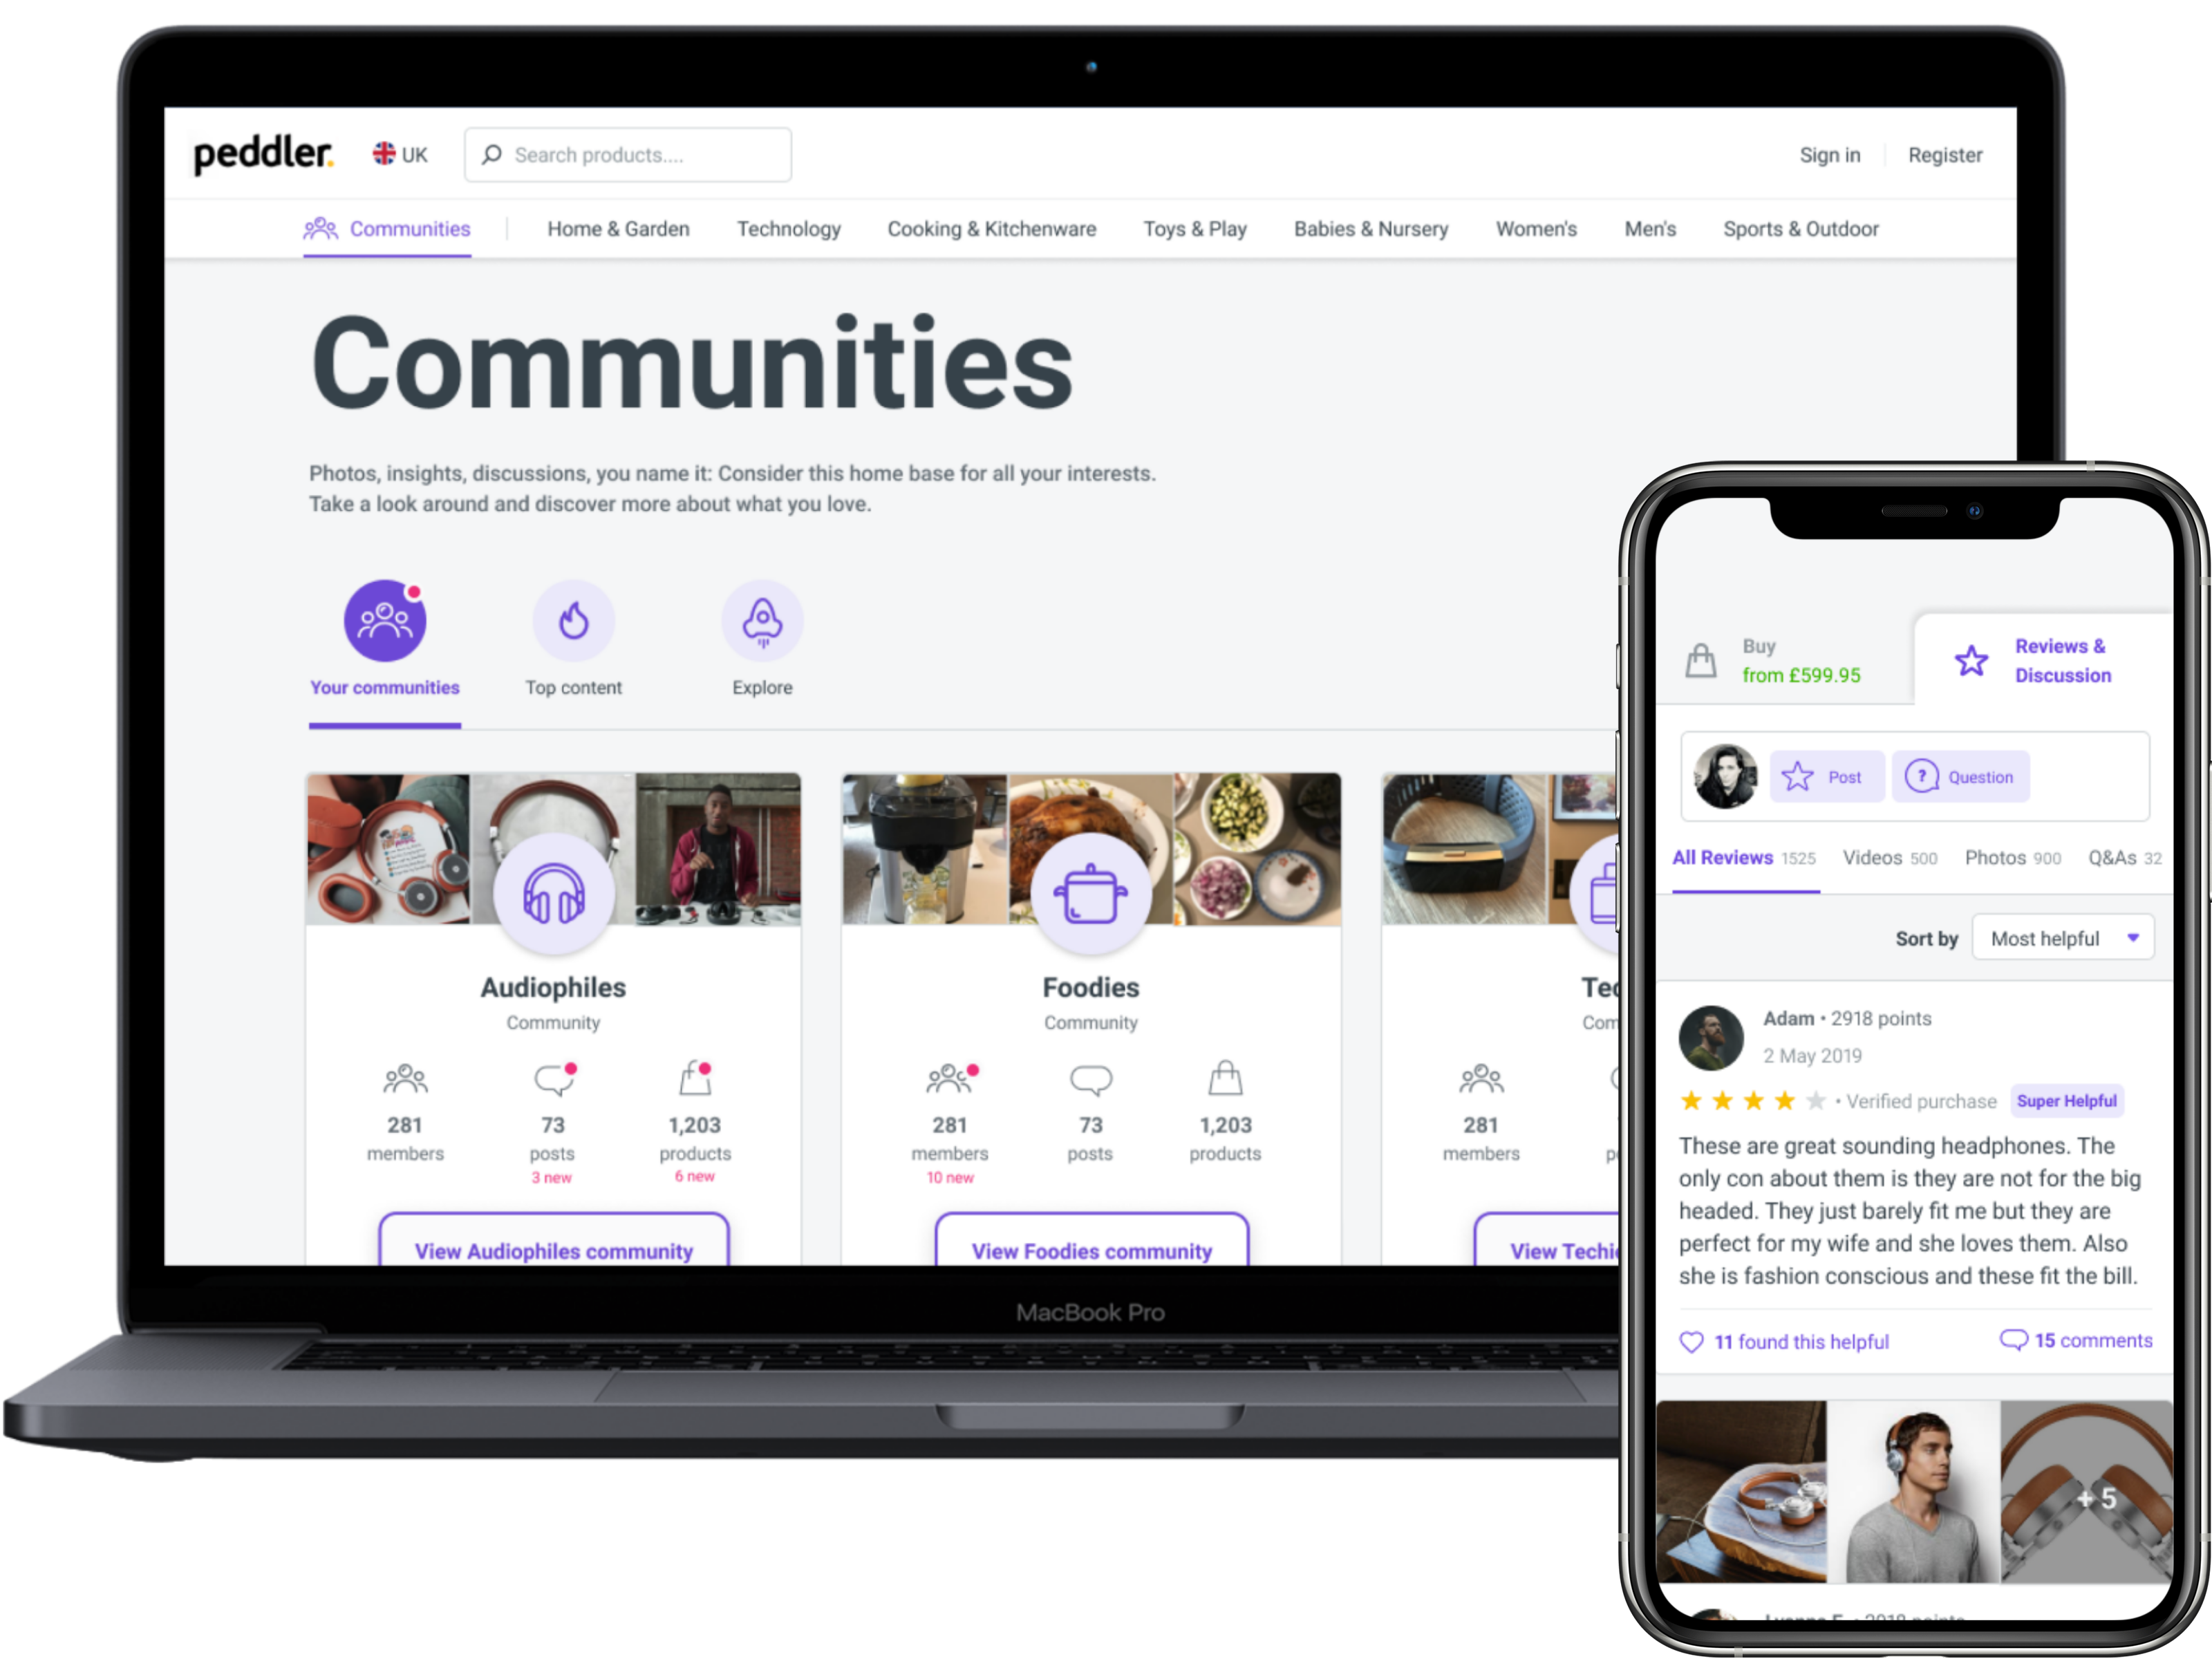 peddler.
UK
Search products....
Sign in
Register
Communities
Home & Garden
Technology
Cooking & Kitchenware
Toys & Play
Babies & Nursery
Women's
Men's
Sports & Outdoor
Communities
Photos, insights, discussions, you name it: Consider this home base for all your interests.
Take a look around and discover more about what you love.
Your communities
Top content
Explore
Audiophiles
Community
281
members
73
posts
3 new
1,203
products
6 new
View Audiophiles community
Foodies
Community
281
members
10 new
73
posts
1,203
products
View Foodies community
281
members
View
MacBook Pro
Buy
from £599.95
Reviews &
Discussion
Post
? Question
All Reviews 1525
Videos 500
Photos 900
Q&As 32
Sort by
Most helpful
Adam • 2918 points
2 May 2019
• Verified purchase
Super Helpful
These are great sounding headphones. The
only con about them is they are not for the big
headed. They just barely fit me but they are
perfect for my wife and she loves them. Also
she is fashion conscious and these fit the bill.
11 found this helpful
15 comments
+ 5